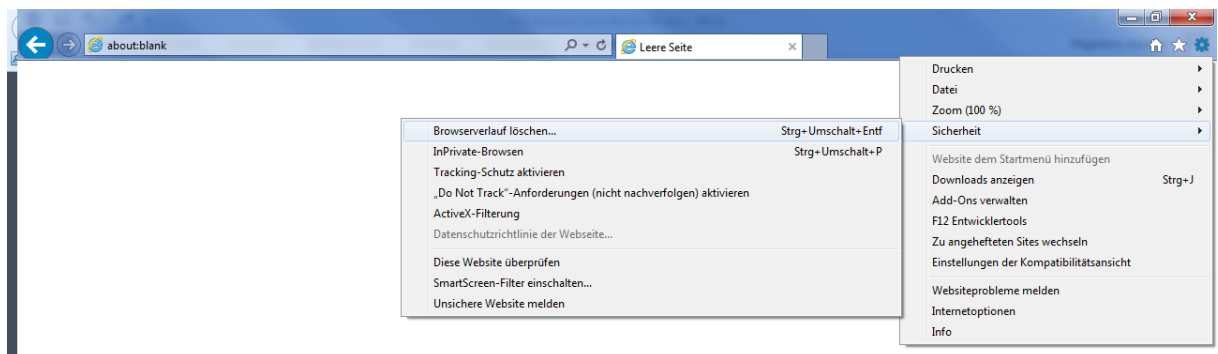 about:blank
Leere Seite
Drucken
Datei
Zoom (100 %)
Sicherheit
Website dem Startmenü hinzufügen
Downloads anzeigen Strg+J
Add-Ons verwalten
F12 Entwicklertools
Zu angehefteten Sites wechseln
Einstellungen der Kompatibilitätsansicht
Websiteprobleme melden
Internetoptionen
Info
Browserverlauf löschen... Strg+Umschalt+Entf
InPrivate-Browsen Strg+Umschalt+P
Tracking-Schutz aktivieren
„Do Not Track"-Anforderungen (nicht nachverfolgen) aktivieren
ActiveX-Filterung
Datenschutzrichtlinie der Webseite...
Diese Website überprüfen
SmartScreen-Filter einschalten...
Unsichere Website melden